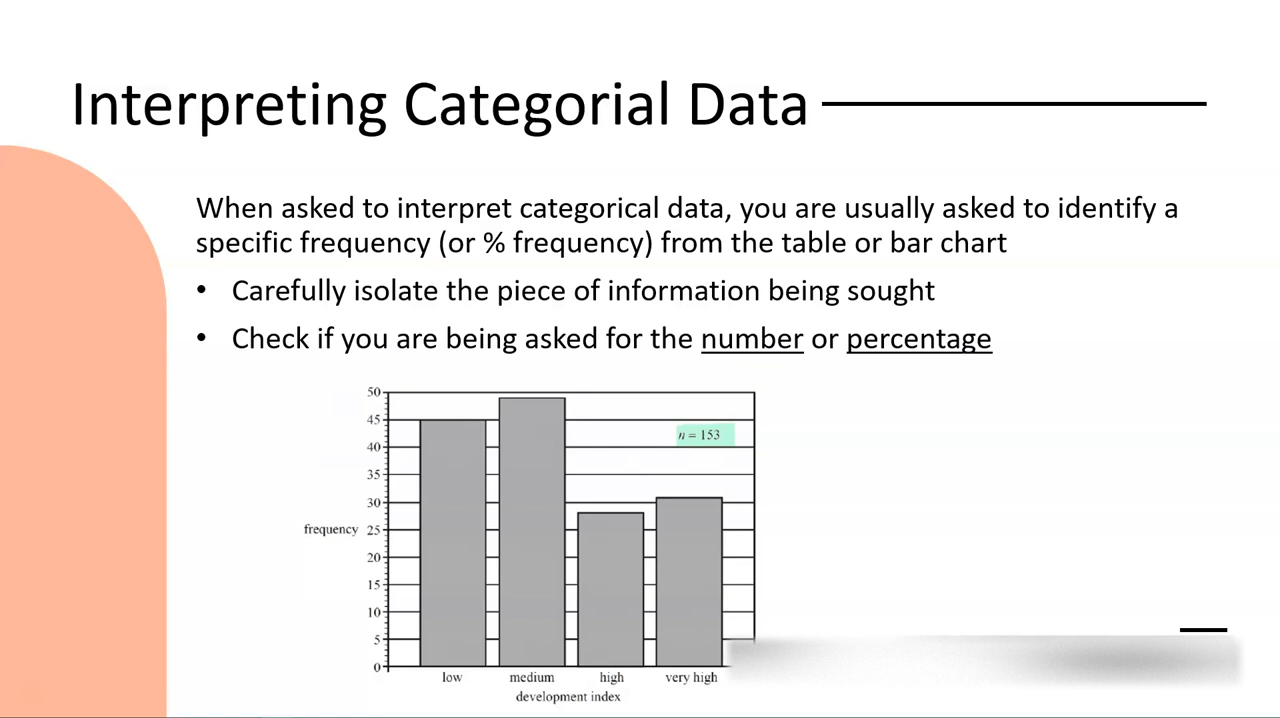 Interpreting Categorial Data
When asked to interpret categorical data, you are usually asked to identify a
specific frequency (or % frequency) from the table or bar chart
• Carefully isolate the piece of information being sought
• Check if you are being asked for the number or percentage
50
45
n = 153
40
35
30
frequency 25
20
15
10
5
0
low medium high very high
development index